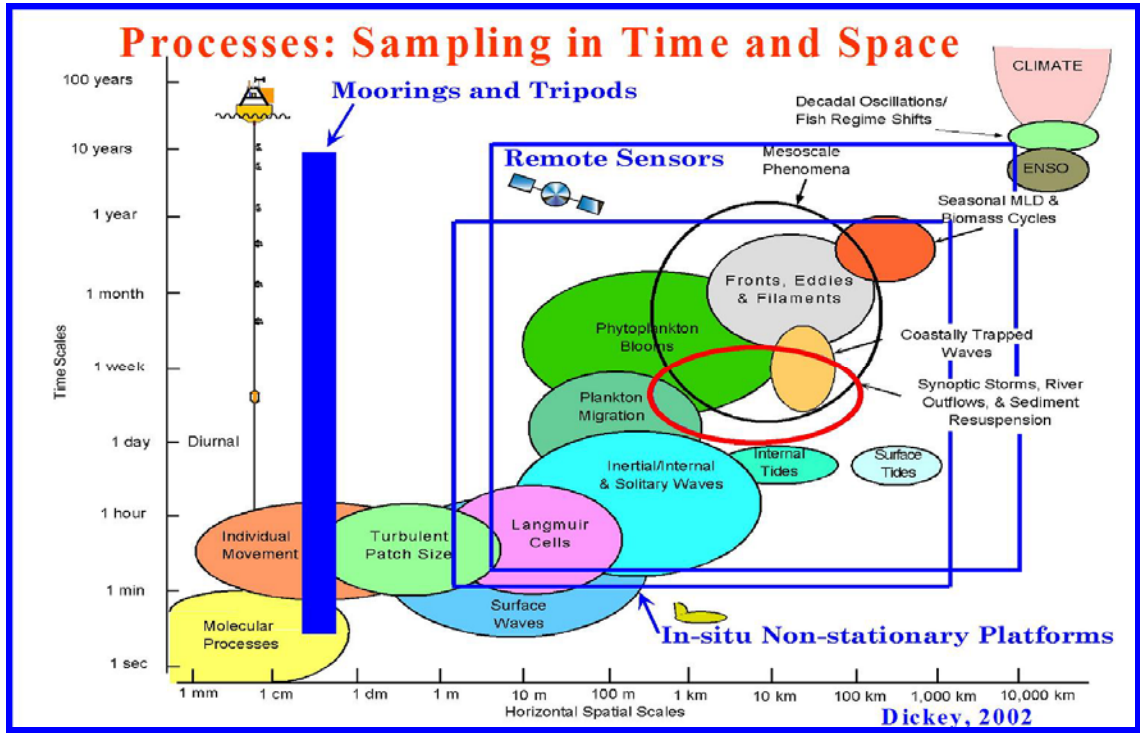 Processes: Sampling in Time and Space
100 years
10 years
1 year
1 month
1 week
1 day
1 hour
1 min
1 sec
Time Scales
Diurnal
Moorings and Tripods
Remote Sensors
CLIMATE
Decadal Oscillations/
Fish Regime Shifts
ENSO
Mesoscale
Phenomena
Seasonal MLD &
Biomass Cycles
Fronts, Eddies
& Filaments
Phytoplankton
Blooms
Coastally Trapped
Waves
Synoptic Storms, River
Outflows, & Sediment
Resuspension
Plankton
Migration
Internal
Tides
Surface
Tides
Inertial/Internal
& Solitary Waves
Individual
Movement
Turbulent
Patch Size
Langmuir
Cells
Molecular
Processes
Surface
Waves
In-situ Non-stationary Platforms
1 mm
1 cm
1 dm
1 m
10 m
100 m
1 km
10 km
100 km
1,000 km
10,000 km
Horizontal Spatial Scales
Dickey, 2002